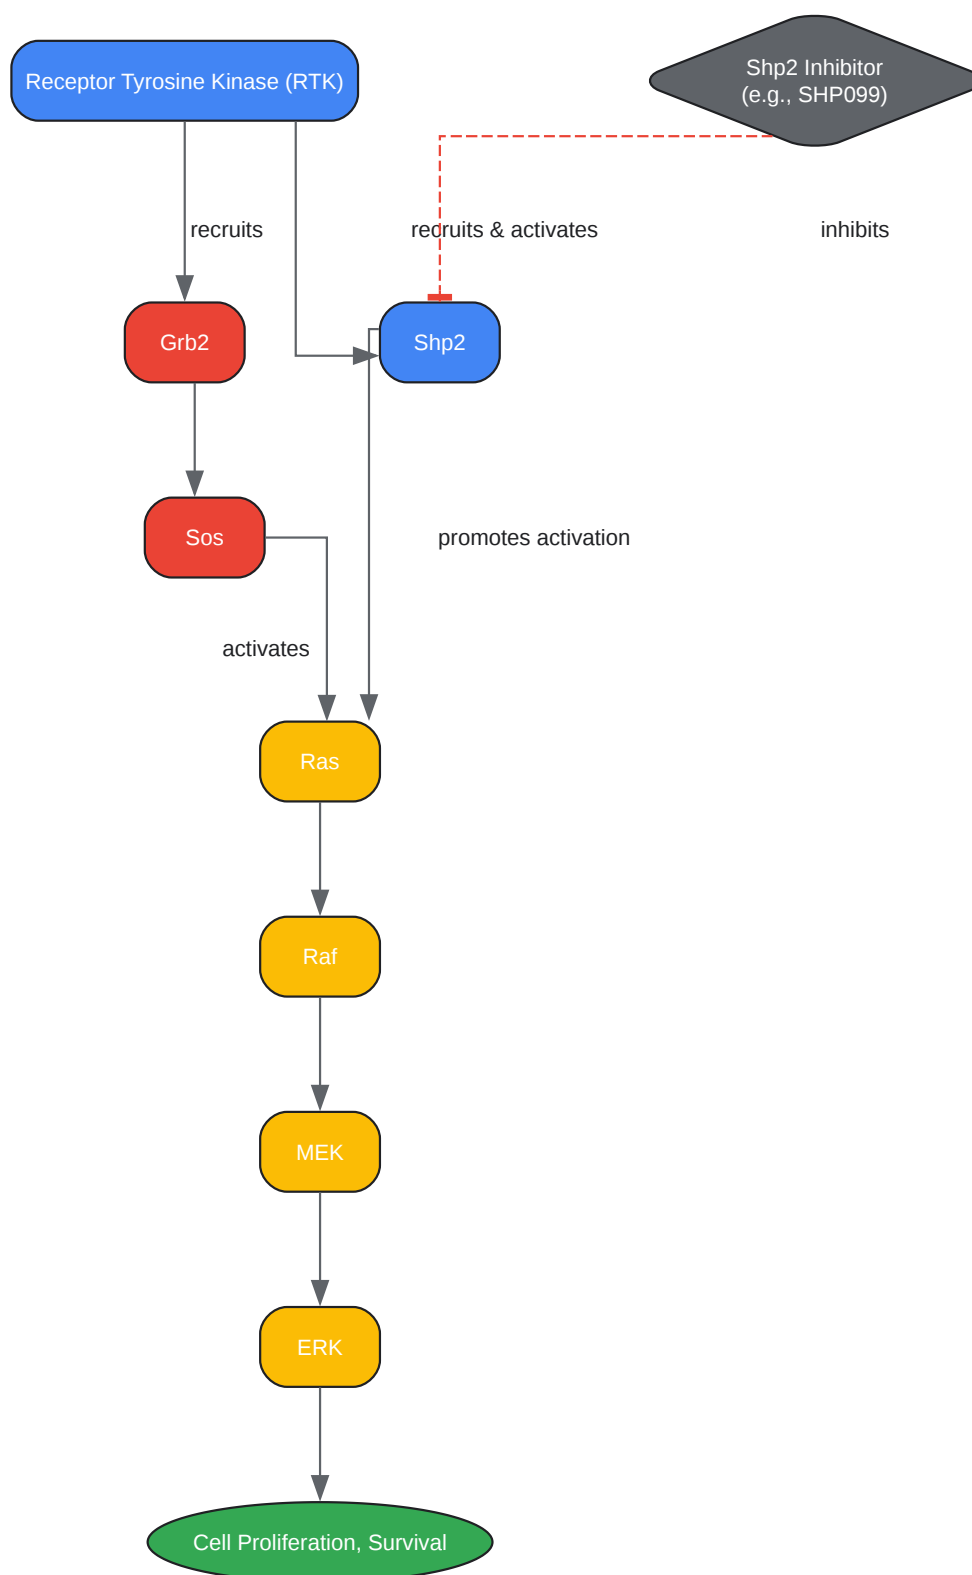 Receptor Tyrosine Kinase (RTK)
Shp2 Inhibitor
(e.g., SHP099)
recruits
recruits & activates
inhibits
Grb2
Shp2
Sos
promotes activation
activates
Ras
Raf
MEK
ERK
Cell Proliferation, Survival